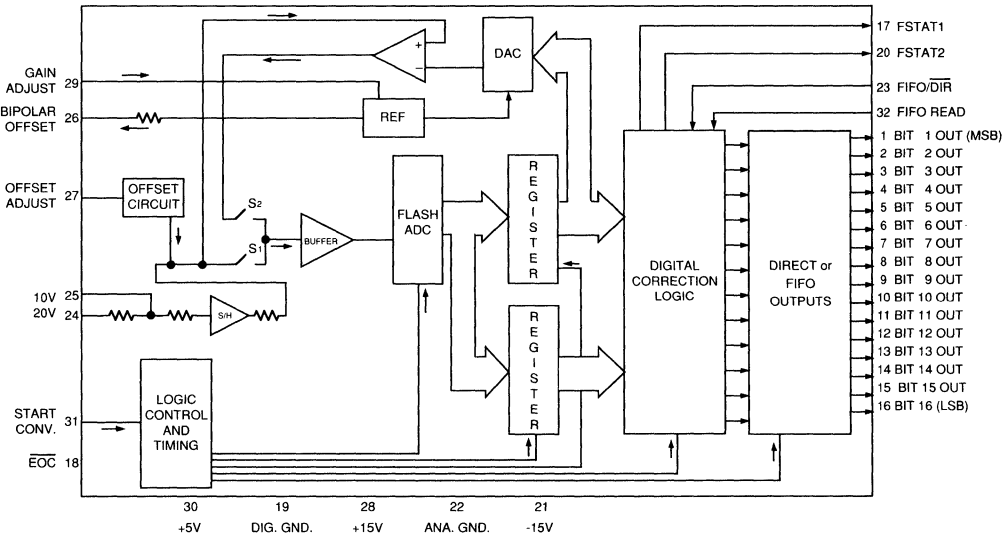 17 FSTAT1
20 FSTAT2
23 FIFO/DIR
32 FIFO READ
GAIN
ADJUST 29
BIPOLAR
OFFSET 26
OFFSET
ADJUST 27
10V 25
20V 24
START
CONV. 31
EOC 18
+
−
DAC
REF
OFFSET
CIRCUIT
S2
S1
BUFFER
S/H
FLASH
ADC
REGISTER
REGISTER
LOGIC
CONTROL
AND
TIMING
DIGITAL
CORRECTION
LOGIC
DIRECT or
FIFO
OUTPUTS
1 BIT 1 OUT (MSB)
2 BIT 2 OUT
3 BIT 3 OUT
4 BIT 4 OUT
5 BIT 5 OUT
6 BIT 6 OUT
7 BIT 7 OUT
8 BIT 8 OUT
9 BIT 9 OUT
10 BIT 10 OUT
11 BIT 11 OUT
12 BIT 12 OUT
13 BIT 13 OUT
14 BIT 14 OUT
15 BIT 15 OUT
16 BIT 16 (LSB)
30 19 28 22 21
+5V DIG. GND. +15V ANA. GND. -15V